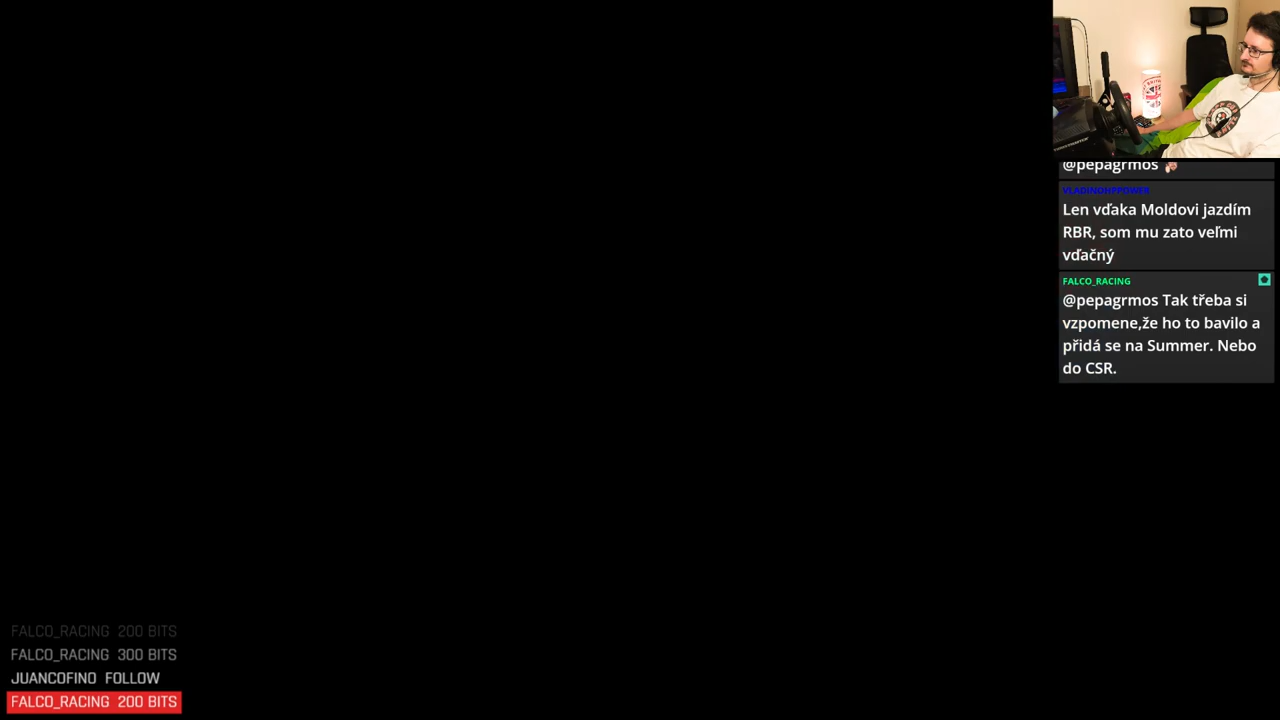 @pepagrmos
VLADINOHPPOWER
Len vďaka Moldovi jazdím
RBR, som mu zato veľmi
vďačný
FALCO_RACING
@pepagrmos Tak třeba si
vzpomene,že ho to bavilo a
přidá se na Summer. Nebo
do CSR.
FALCO_RACING 200 BITS
FALCO_RACING 300 BITS
JUANCOFINO FOLLOW
FALCO_RACING 200 BITS